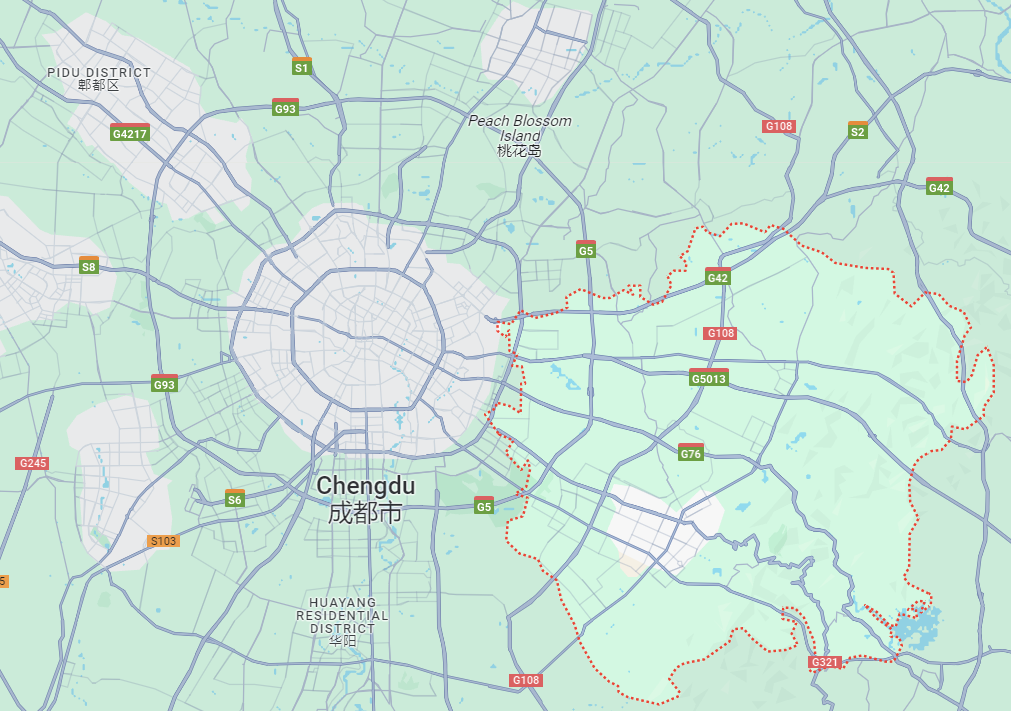 S1
PIDU DISTRICT
郫都区
G93
Peach Blossom
Island
桃花岛
G108
S2
G4217
G42
G5
S8
G42
G108
G93
G5013
G76
G245
Chengdu
成都市
S6
G5
S103
5
HUAYANG
RESIDENTIAL
DISTRICT
华阳
G321
G108